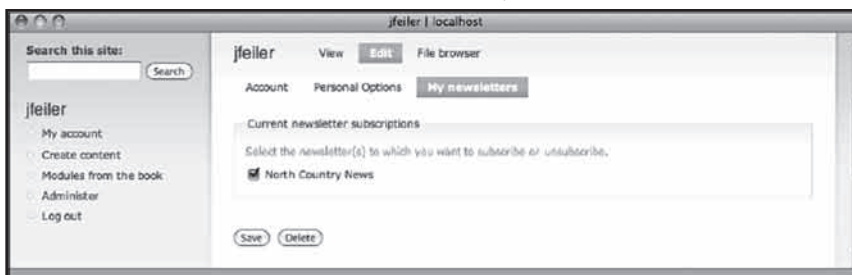 jfeiler | localhost
Search this site:
Search
jfeiler
My account
Create content
Modules from the book
Administer
Log out
jfeiler View Edit File browser
Account Personal Options My newsletters
Current newsletter subscriptions
Select the newsletter(s) to which you want to subscribe or unsubscribe.
North Country News
Save Delete